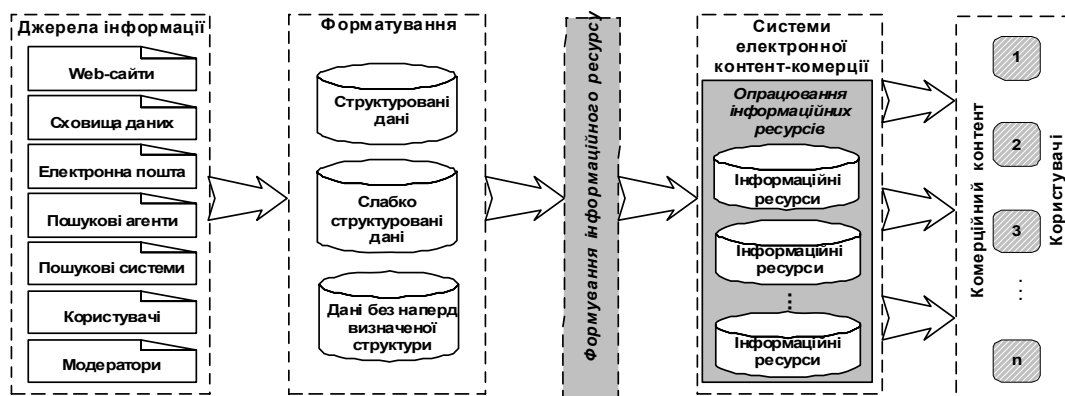 Джерела інформації
Web-сайти
Сховища даних
Електронна пошта
Пошукові агенти
Пошукові системи
Користувачі
Модератори
Форматування
Структуровані
дані
Слабко
структуровані
дані
Дані без наперд
визначеної
структури
Формування інформаційного ресурсу
Системи
електронної
контент-комерції
Опрацювання
інформаційних
ресурсів
Інформаційні
ресурси
Інформаційні
ресурси
...
Інформаційні
ресурси
Комерційний контент
1
2
3
...
n
Користувачі